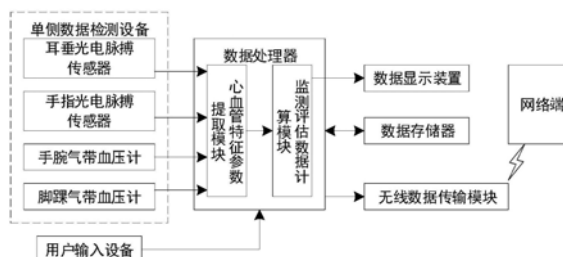 单侧数据检测设备
耳垂光电脉搏
传感器
手指光电脉搏
传感器
手腕气带血压计
脚踝气带血压计
用户输入设备
数据处理器
心血管特征参数
提取模块
监测评估数据计
算模块
数据显示装置
数据存储器
无线数据传输模块
网络端